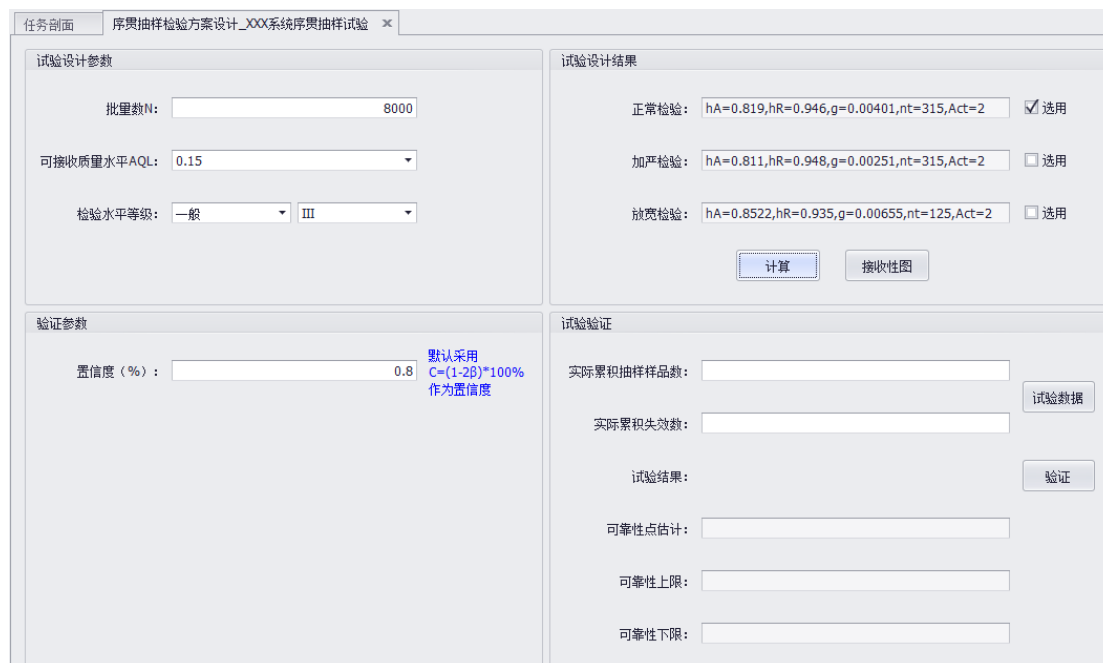 任务剖面
序贯抽样检验方案设计_XXX系统序贯抽样试验 ×
试验设计参数
批量数N： 8000
可接收质量水平AQL： 0.15
检验水平等级： 一般 III
试验设计结果
正常检验： hA=0.819,hR=0.946,g=0.00401,nt=315,Act=2 选用
加严检验： hA=0.811,hR=0.948,g=0.00251,nt=315,Act=2 选用
放宽检验： hA=0.8522,hR=0.935,g=0.00655,nt=125,Act=2 选用
计算 接收性图
验证参数
置信度（%）： 0.8
默认采用
C=(1-2β)*100%
作为置信度
试验验证
实际累积抽样样品数：
试验数据
实际累积失效数：
试验结果： 验证
可靠性点估计：
可靠性上限：
可靠性下限：